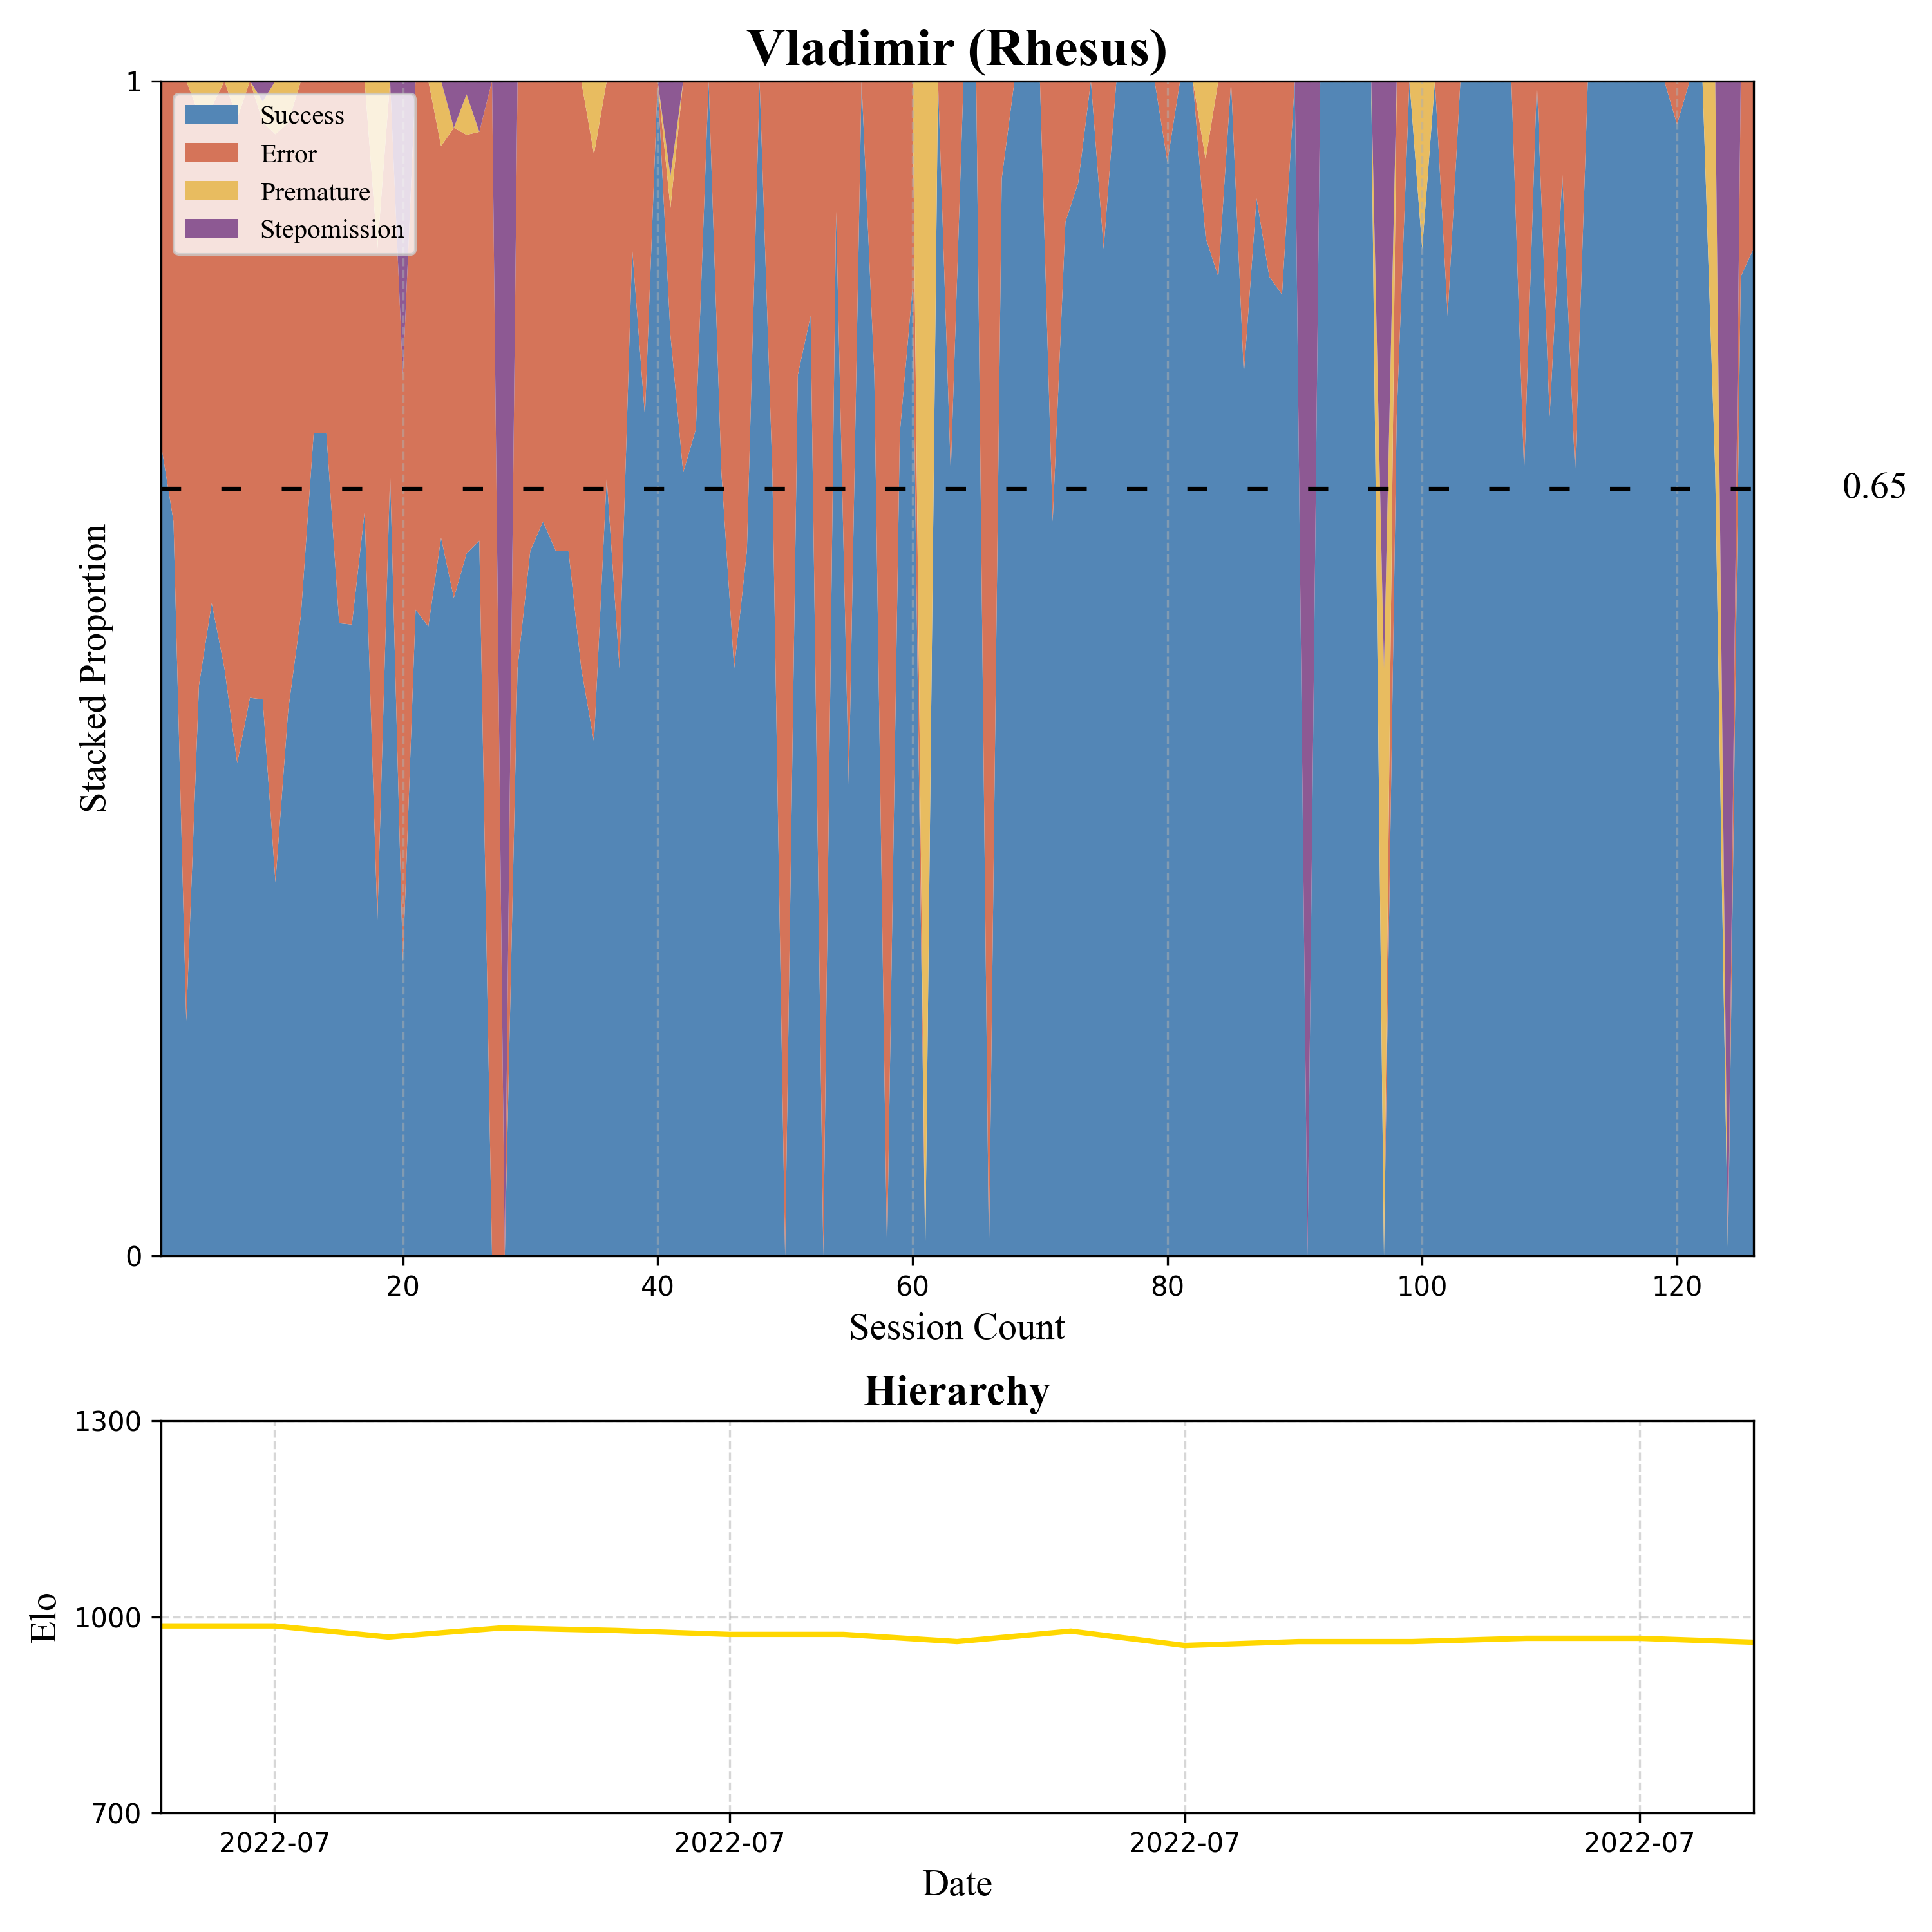 Vladimir (Rhesus)
1
Success
Error
Premature
Stepomission
0.65
Stacked Proportion
0
20 40 60 80 100 120
Session Count
Hierarchy
1300
1000
Elo
700
2022-07 2022-07 2022-07 2022-07
Date